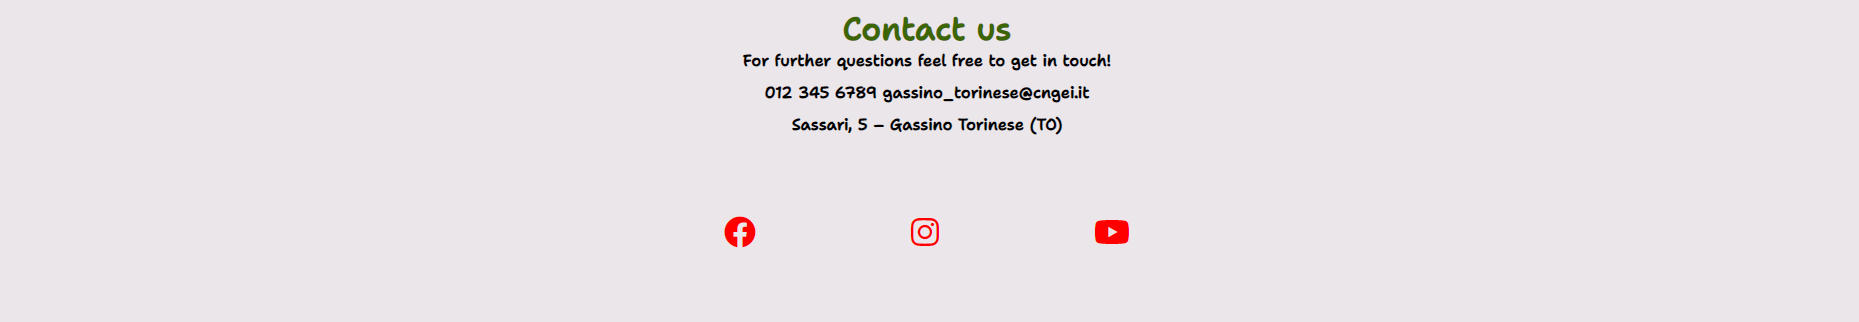 Contact us
For further questions feel free to get in touch!
012 345 6789 gassino_torinese@cngei.it
Sassari, 5 – Gassino Torinese (TO)